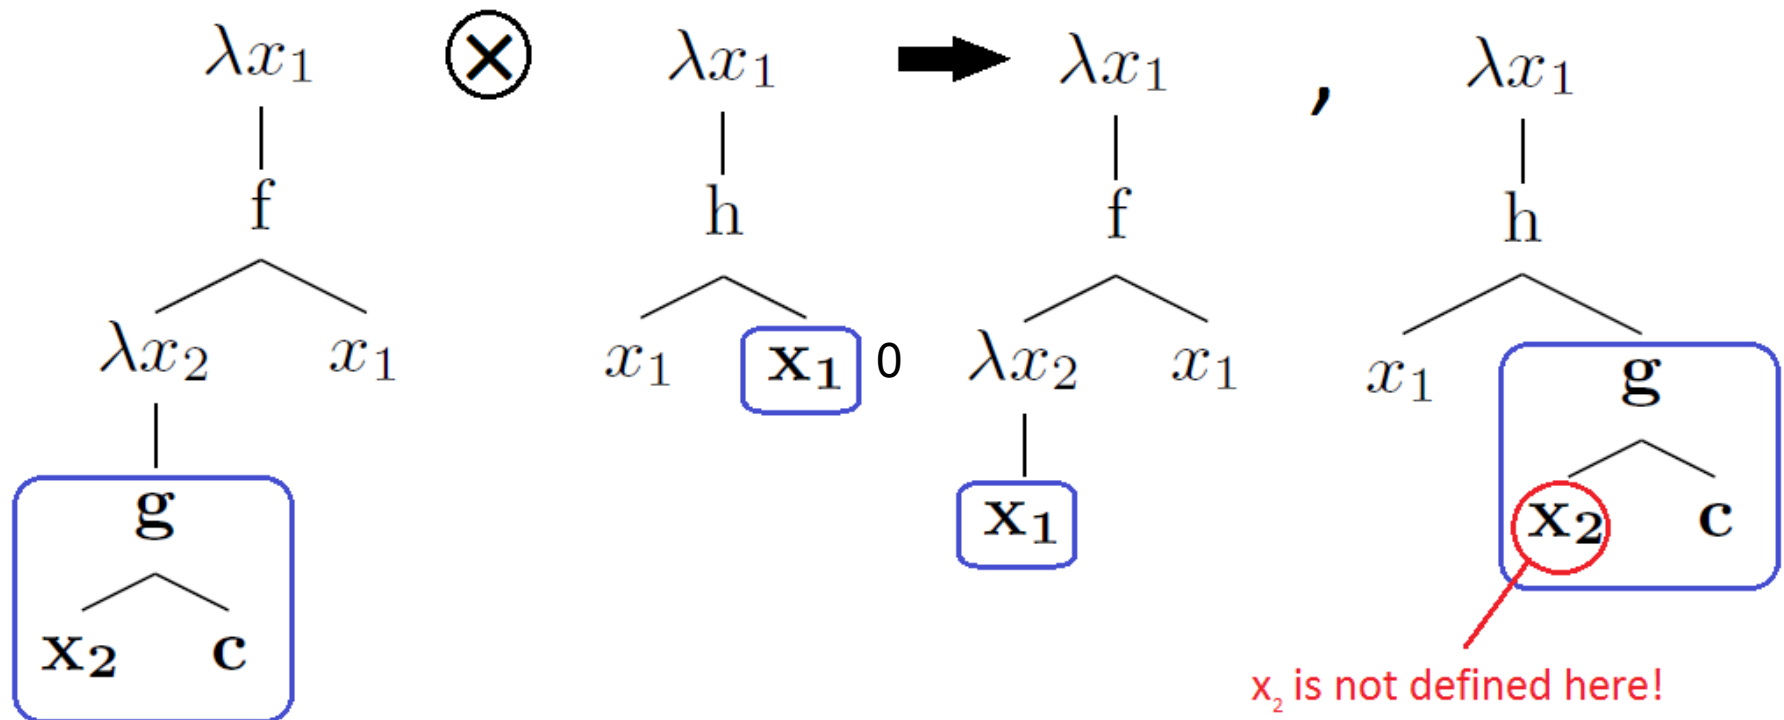 λx₁ ⊗ λx₁ → λx₁ , λx₁
f h f h
λx₂ x₁ x₁ x₁ 0 λx₂ x₁ x₁ g
g x₁ x₂ c
x₂ c
x₂ is not defined here!